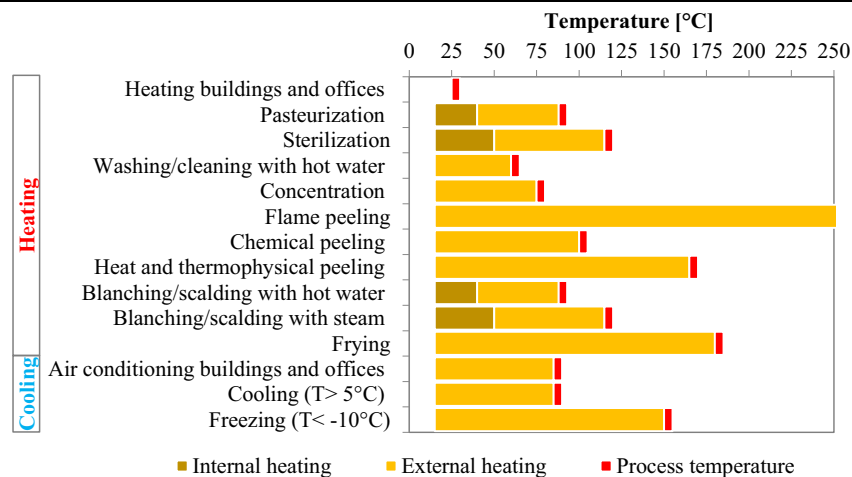 Temperature [°C]
0 25 50 75 100 125 150 175 200 225 250
Heating
Heating buildings and offices
Pasteurization
Sterilization
Washing/cleaning with hot water
Concentration
Flame peeling
Chemical peeling
Heat and thermophysical peeling
Blanching/scalding with hot water
Blanching/scalding with steam
Frying
Cooling
Air conditioning buildings and offices
Cooling (T> 5°C)
Freezing (T< -10°C)
Internal heating External heating Process temperature